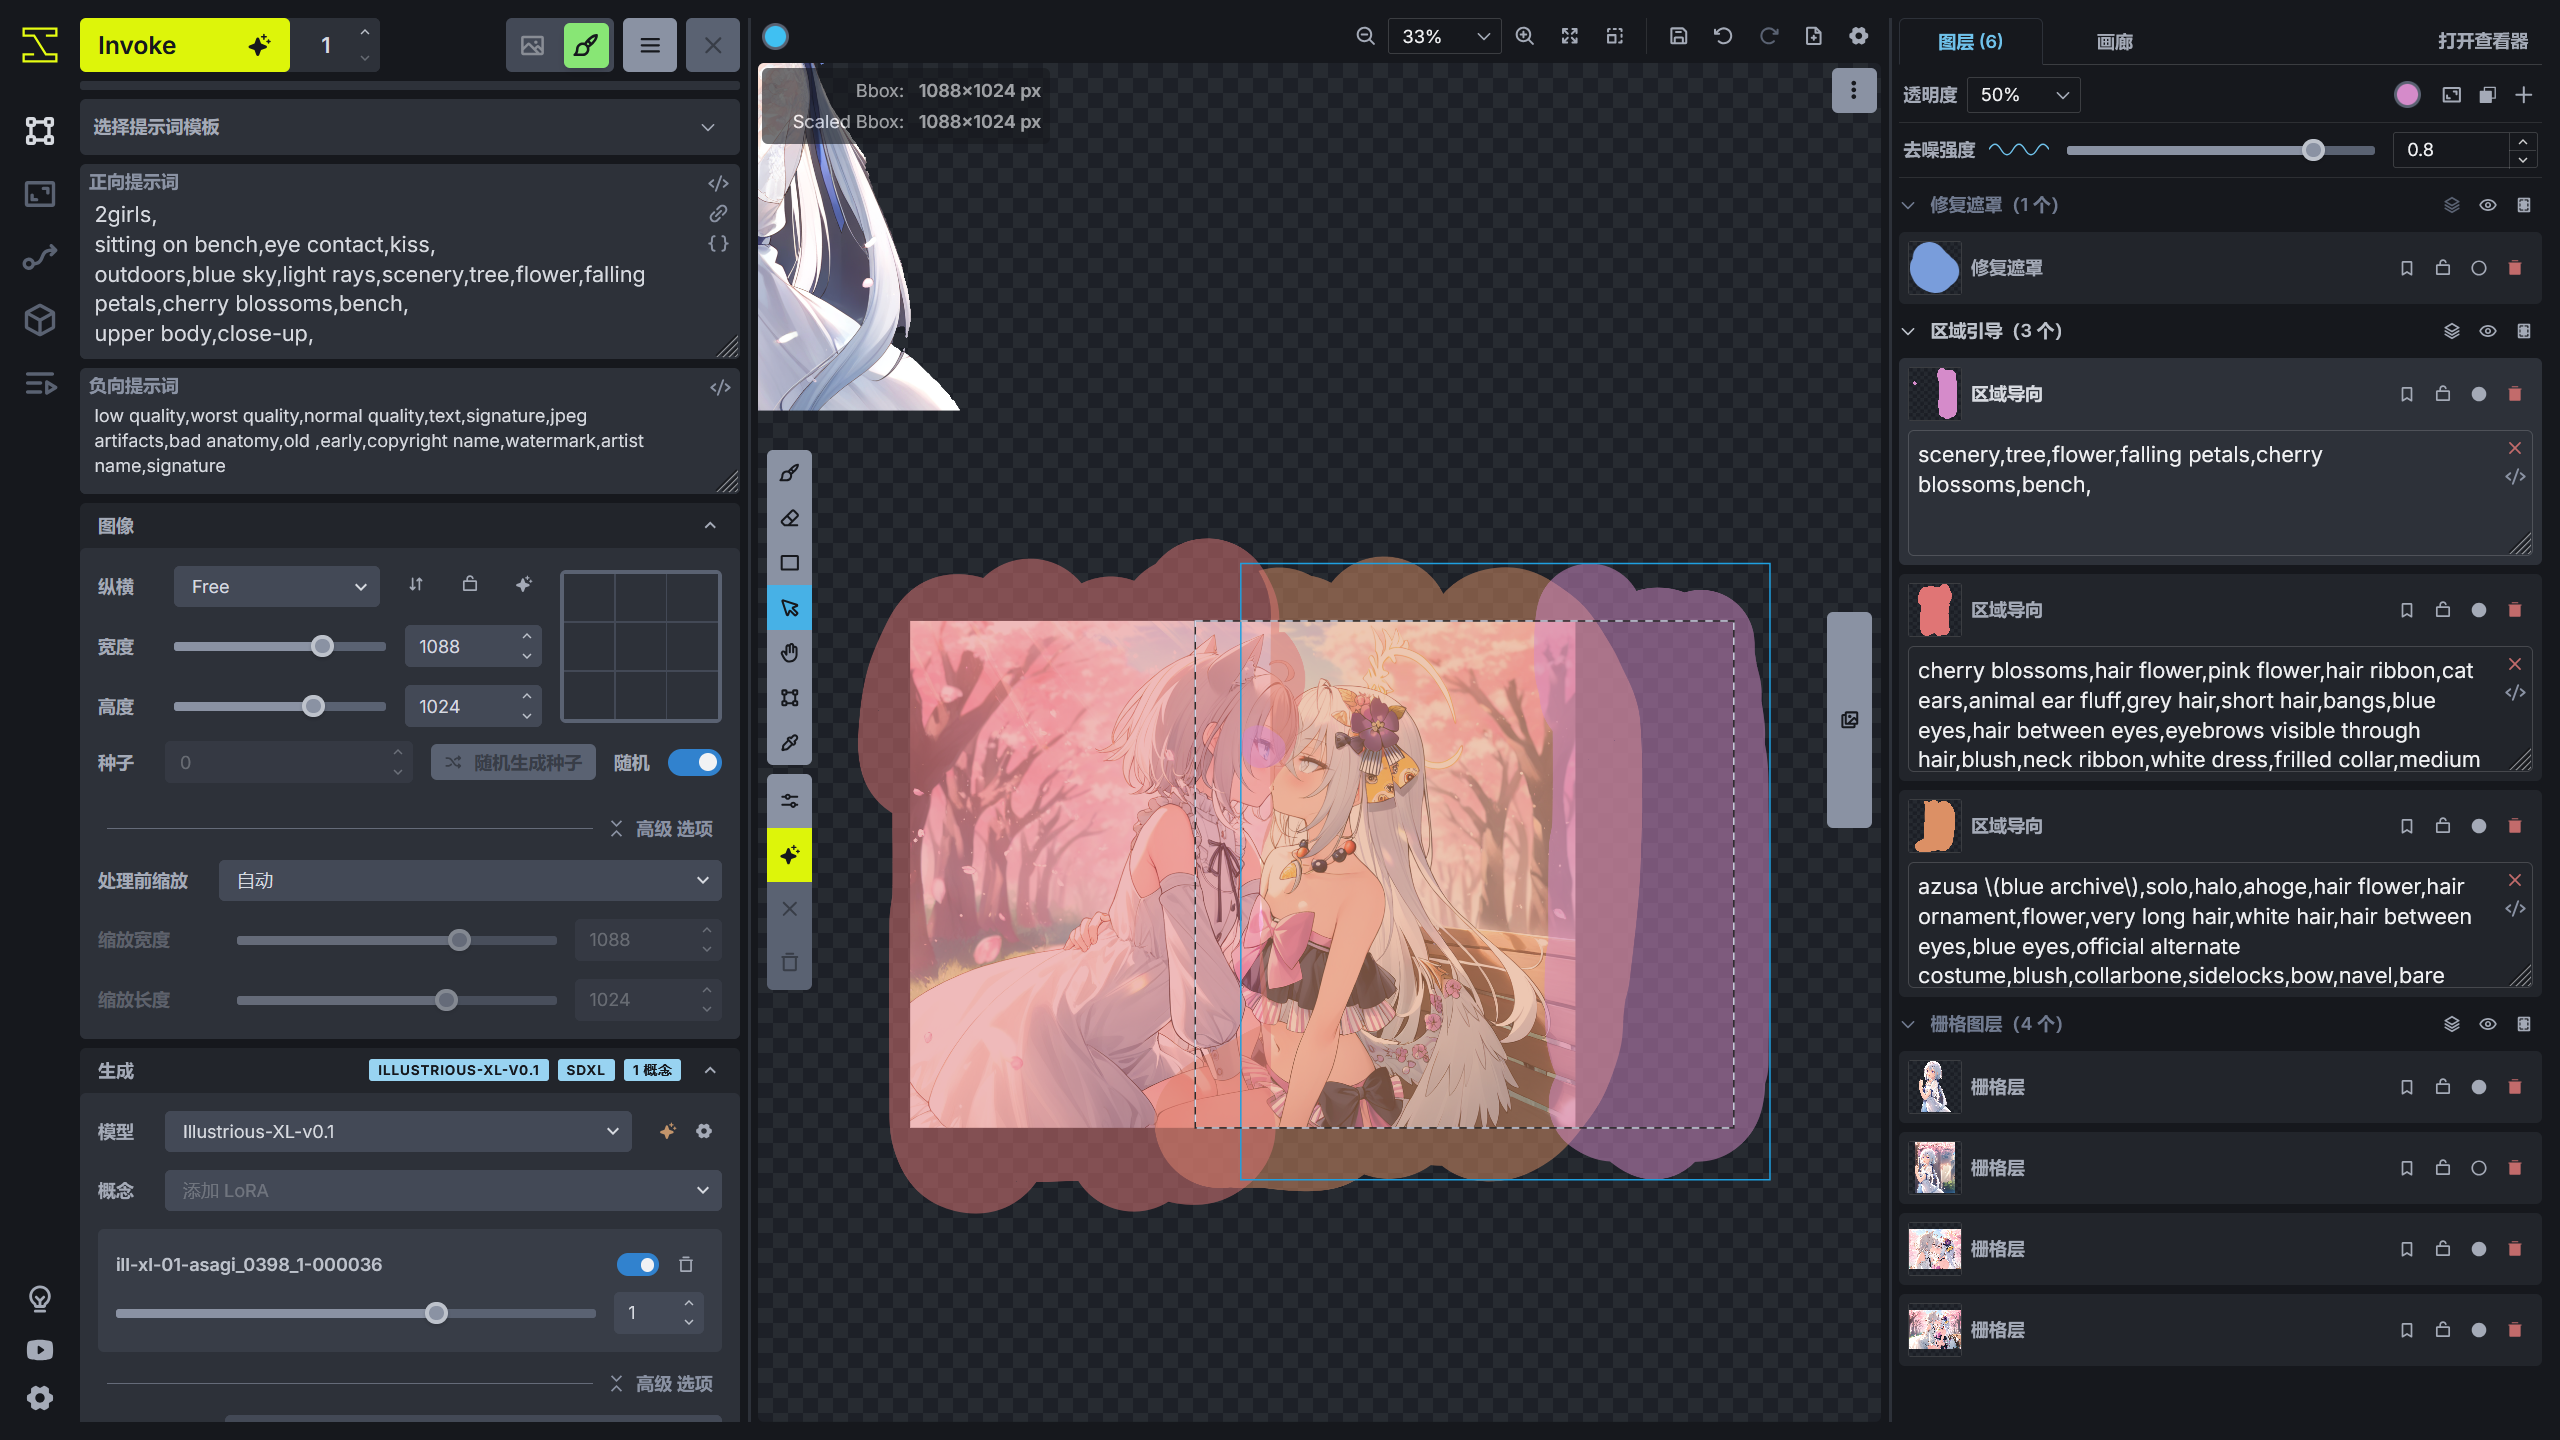 Invoke
1
选择提示词模板
正向提示词
2girls,
sitting on bench,eye contact,kiss,
outdoors,blue sky,light rays,scenery,tree,flower,falling
petals,cherry blossoms,bench,
upper body,close-up,
负向提示词
low quality,worst quality,normal quality,text,signature,jpeg
artifacts,bad anatomy,old ,early,copyright name,watermark,artist
name,signature
图像
纵横
Free
宽度
1088
高度
1024
种子
0
随机生成种子
随机
高级 选项
处理前缩放
自动
缩放宽度
1088
缩放长度
1024
生成
ILLUSTRIOUS-XL-V0.1
SDXL
1 概念
模型
Illustrious-XL-v0.1
概念
添加 LoRA
ill-xl-01-asagi_0398_1-000036
1
高级 选项
33%
Bbox: 1088×1024 px
Scaled Bbox: 1088×1024 px
图层 (6)
画廊
打开查看器
透明度
50%
去噪强度
0.8
修复遮罩 (1 个)
修复遮罩
区域引导 (3 个)
区域导向
scenery,tree,flower,falling petals,cherry
blossoms,bench,
区域导向
cherry blossoms,hair flower,pink flower,hair ribbon,cat
ears,animal ear fluff,grey hair,short hair,bangs,blue
eyes,hair between eyes,eyebrows visible through
hair,blush,neck ribbon,white dress,frilled collar,medium
区域导向
azusa \(blue archive\),solo,halo,ahoge,hair flower,hair
ornament,flower,very long hair,white hair,hair between
eyes,blue eyes,official alternate
costume,blush,collarbone,sidelocks,bow,navel,bare
栅格图层 (4 个)
栅格层
栅格层
栅格层
栅格层